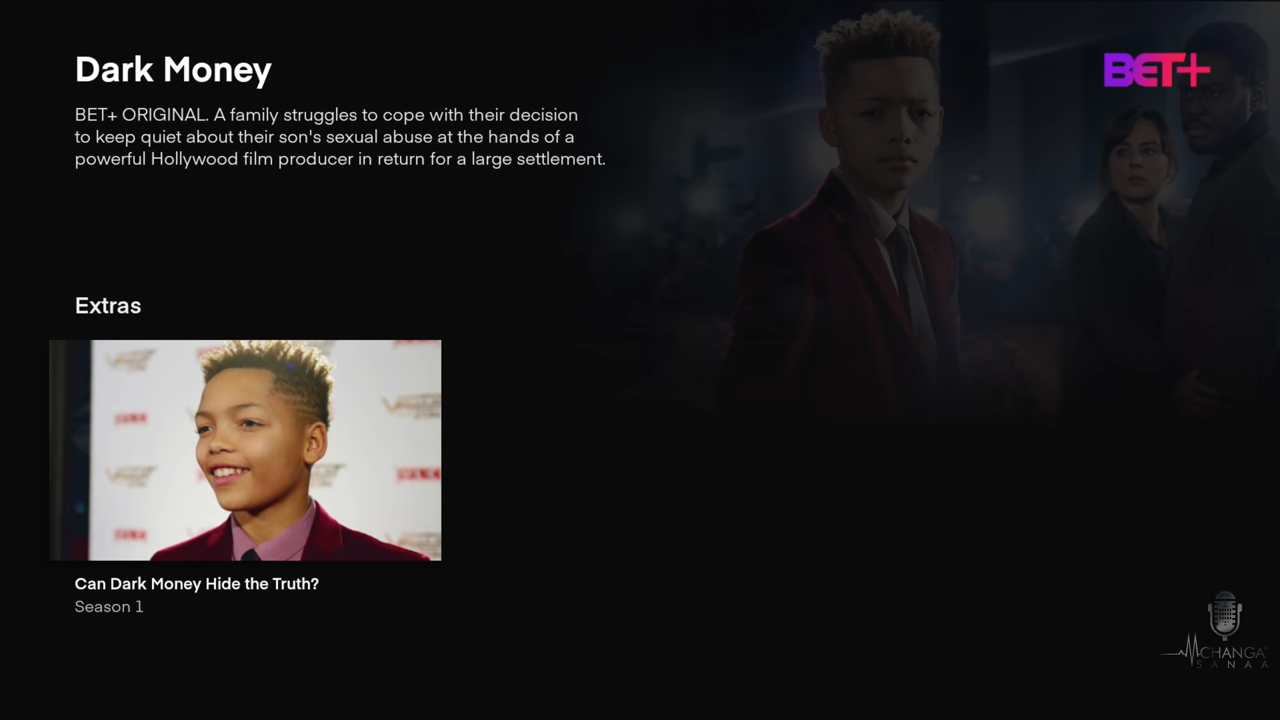 Dark Money
BET+
BET+ ORIGINAL. A family struggles to cope with their decision
to keep quiet about their son's sexual abuse at the hands of a
powerful Hollywood film producer in return for a large settlement.
Extras
Can Dark Money Hide the Truth?
Season 1
MCHANGA
SANAA